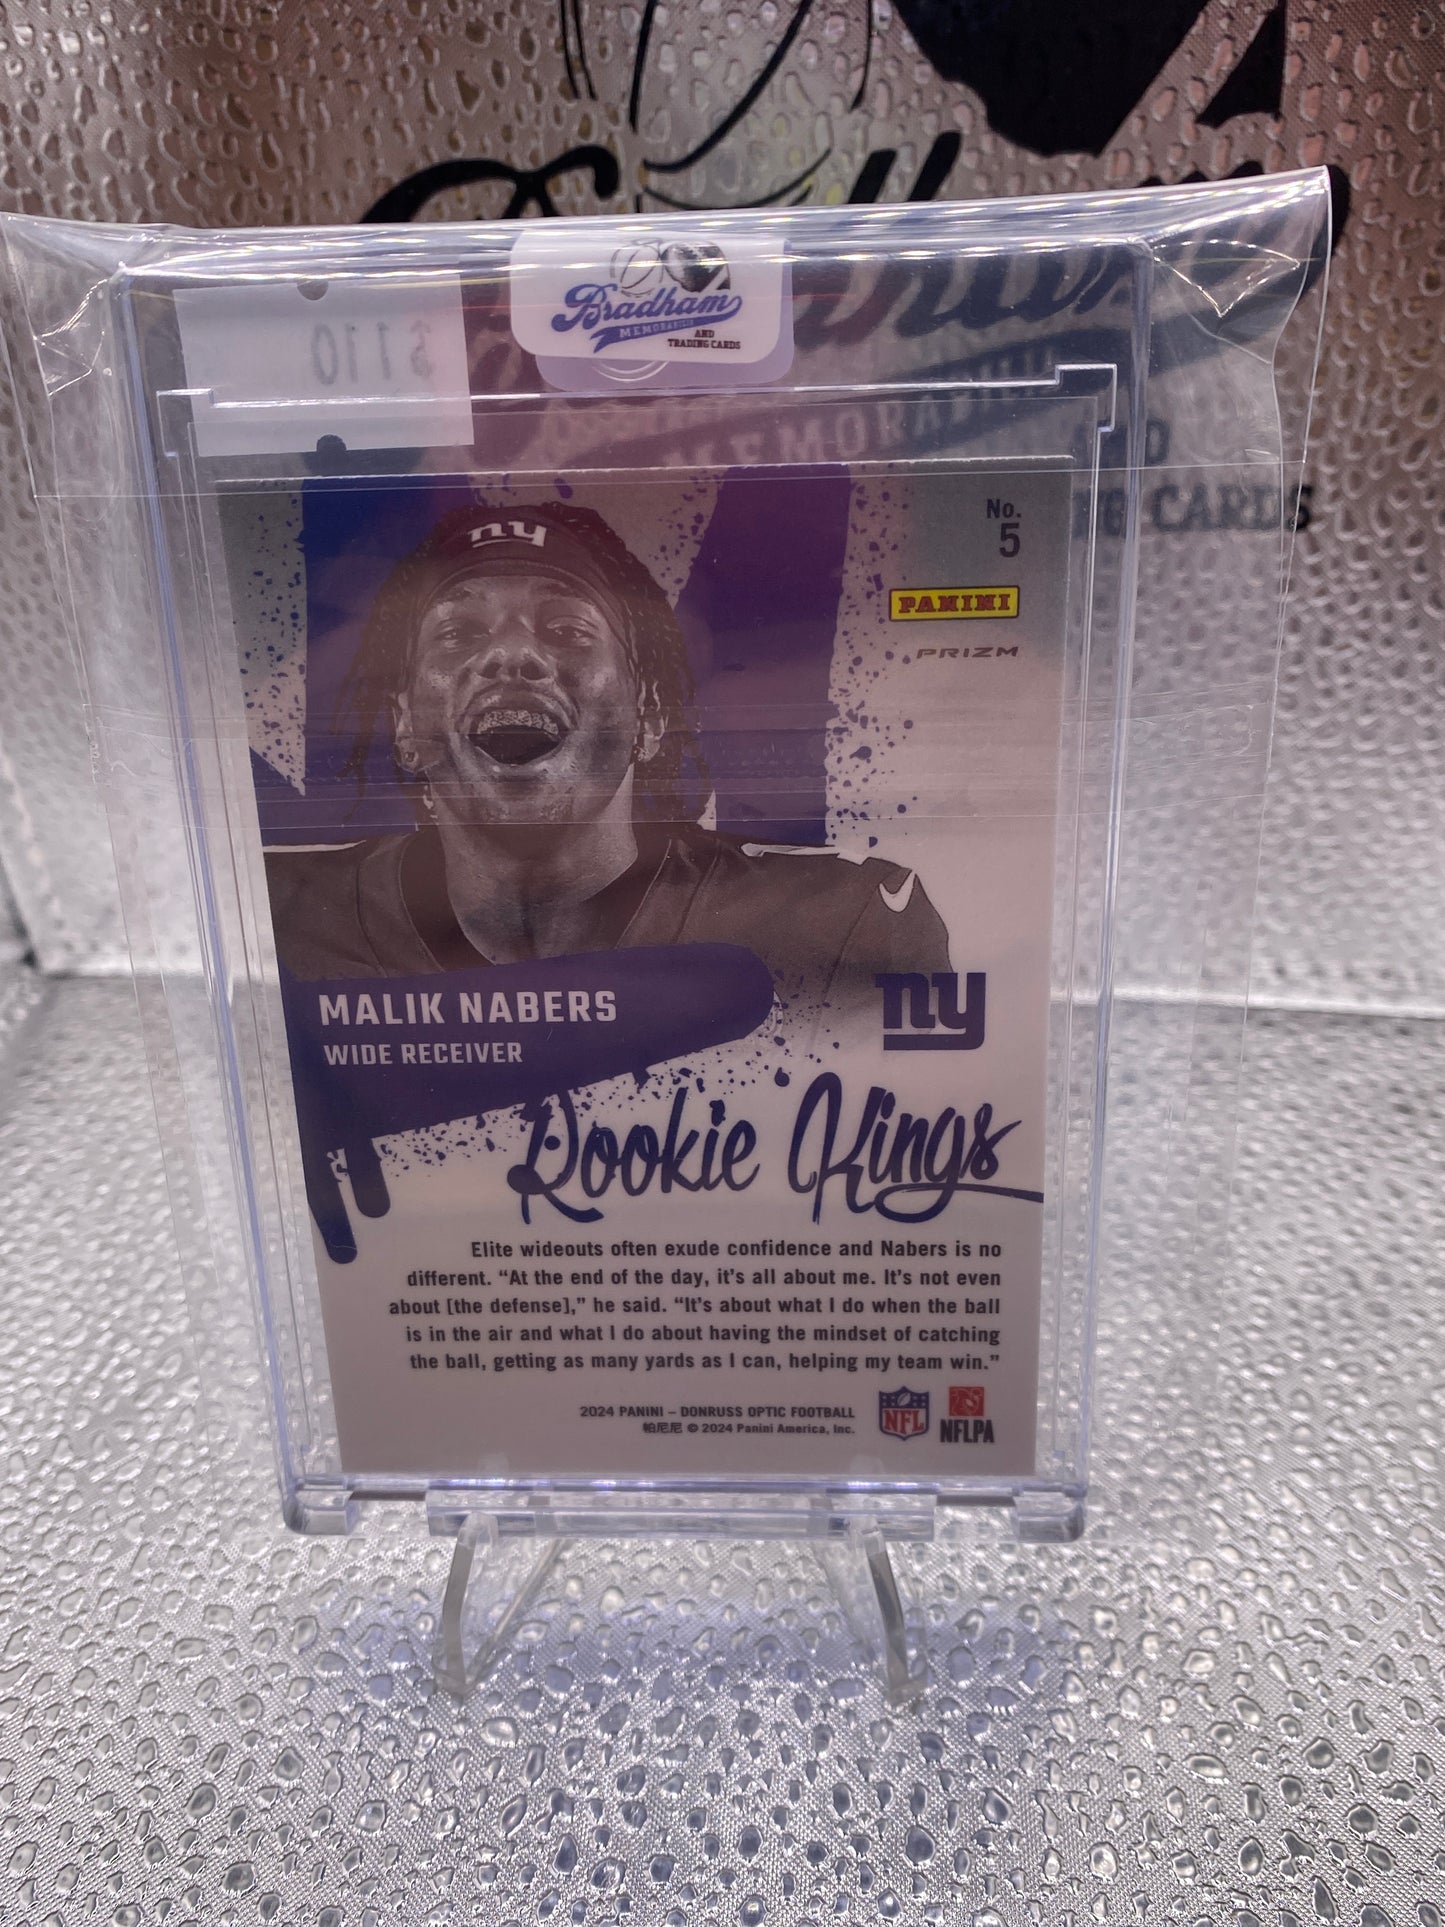 $110
Bradham
MEMORABILIA
AND
TRADING CARDS
MEMORABILIA
AND
CARDS
ny
No.
5
PANINI
PRIZM
MALIK NABERS
WIDE RECEIVER
ny
Rookie Kings
Elite wideouts often exude confidence and Nabers is no
different. “At the end of the day, it’s all about me. It’s not even
about [the defense],” he said. “It’s about what I do when the ball
is in the air and what I do about having the mindset of catching
the ball, getting as many yards as I can, helping my team win.”
2024 PANINI – DONRUSS OPTIC FOOTBALL
帕尼尼 © 2024 Panini America, Inc.
NFL
NFLPA